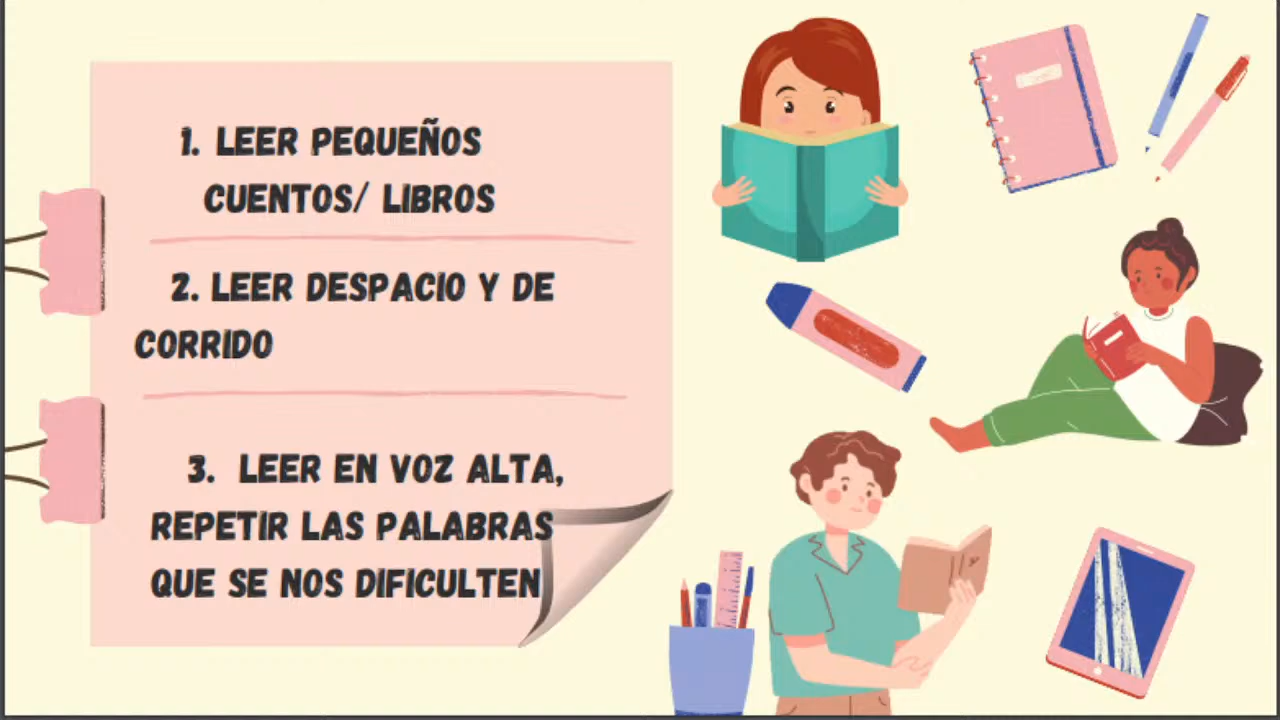 1. LEER PEQUEÑOS
CUENTOS/ LIBROS
2. LEER DESPACIO Y DE
CORRIDO
3. LEER EN VOZ ALTA,
REPETIR LAS PALABRAS
QUE SE NOS DIFICULTEN